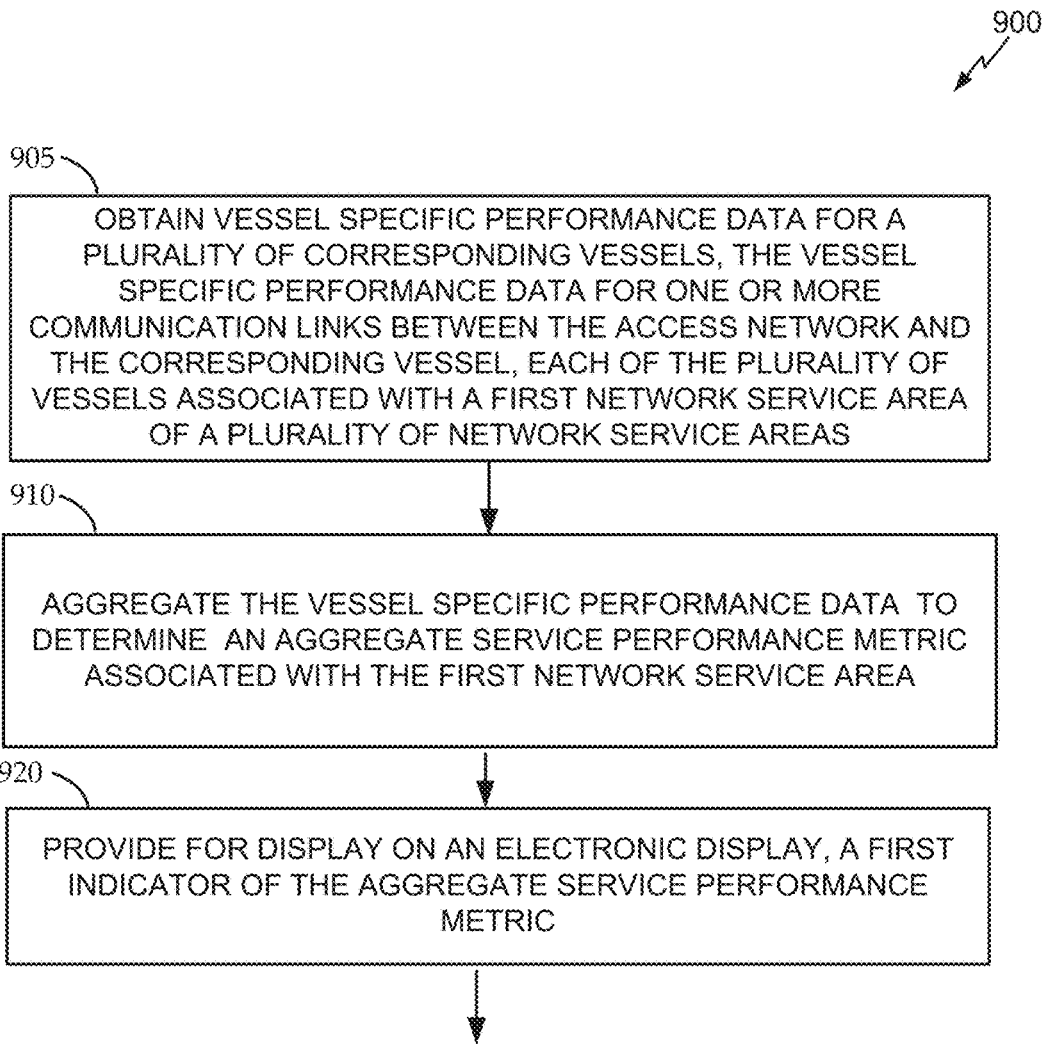 900
905
OBTAIN VESSEL SPECIFIC PERFORMANCE DATA FOR A
PLURALITY OF CORRESPONDING VESSELS, THE VESSEL
SPECIFIC PERFORMANCE DATA FOR ONE OR MORE
COMMUNICATION LINKS BETWEEN THE ACCESS NETWORK AND
THE CORRESPONDING VESSEL, EACH OF THE PLURALITY OF
VESSELS ASSOCIATED WITH A FIRST NETWORK SERVICE AREA
OF A PLURALITY OF NETWORK SERVICE AREAS
910
AGGREGATE THE VESSEL SPECIFIC PERFORMANCE DATA TO
DETERMINE AN AGGREGATE SERVICE PERFORMANCE METRIC
ASSOCIATED WITH THE FIRST NETWORK SERVICE AREA
920
PROVIDE FOR DISPLAY ON AN ELECTRONIC DISPLAY, A FIRST
INDICATOR OF THE AGGREGATE SERVICE PERFORMANCE
METRIC